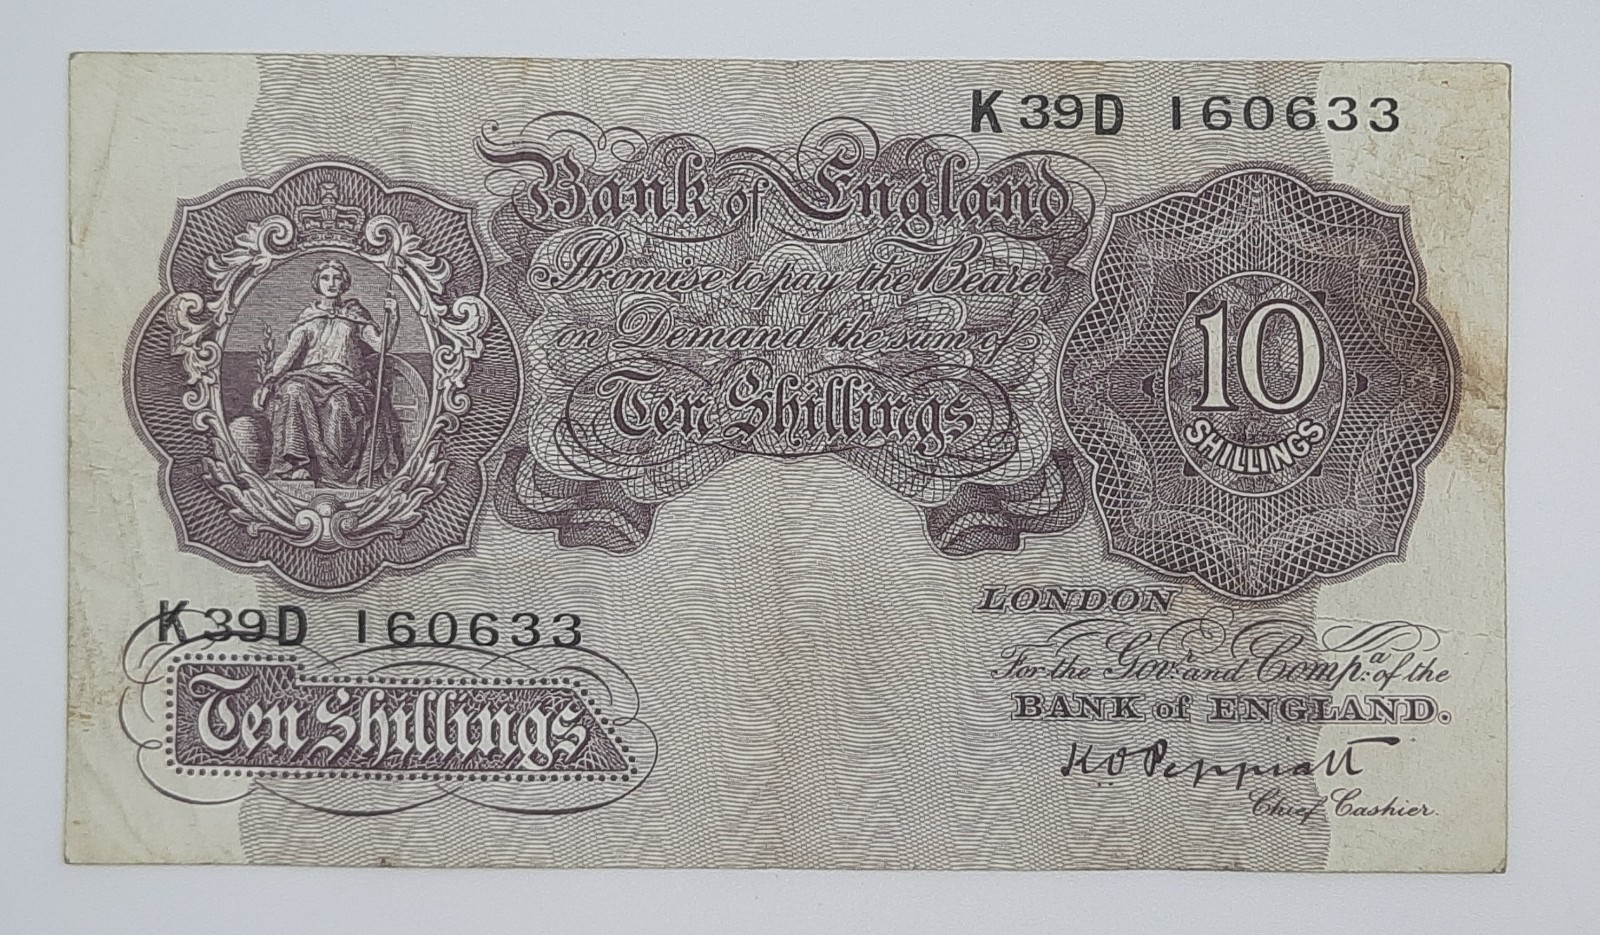 K39D 160633
Bank of England
Promise to pay the Bearer
on Demand the sum of
Ten Shillings
10
SHILLINGS
LONDON
For the Govr. and Compa. of the
BANK of ENGLAND.
K O Peppiatt
Chief Cashier.
K39D 160633
Ten Shillings